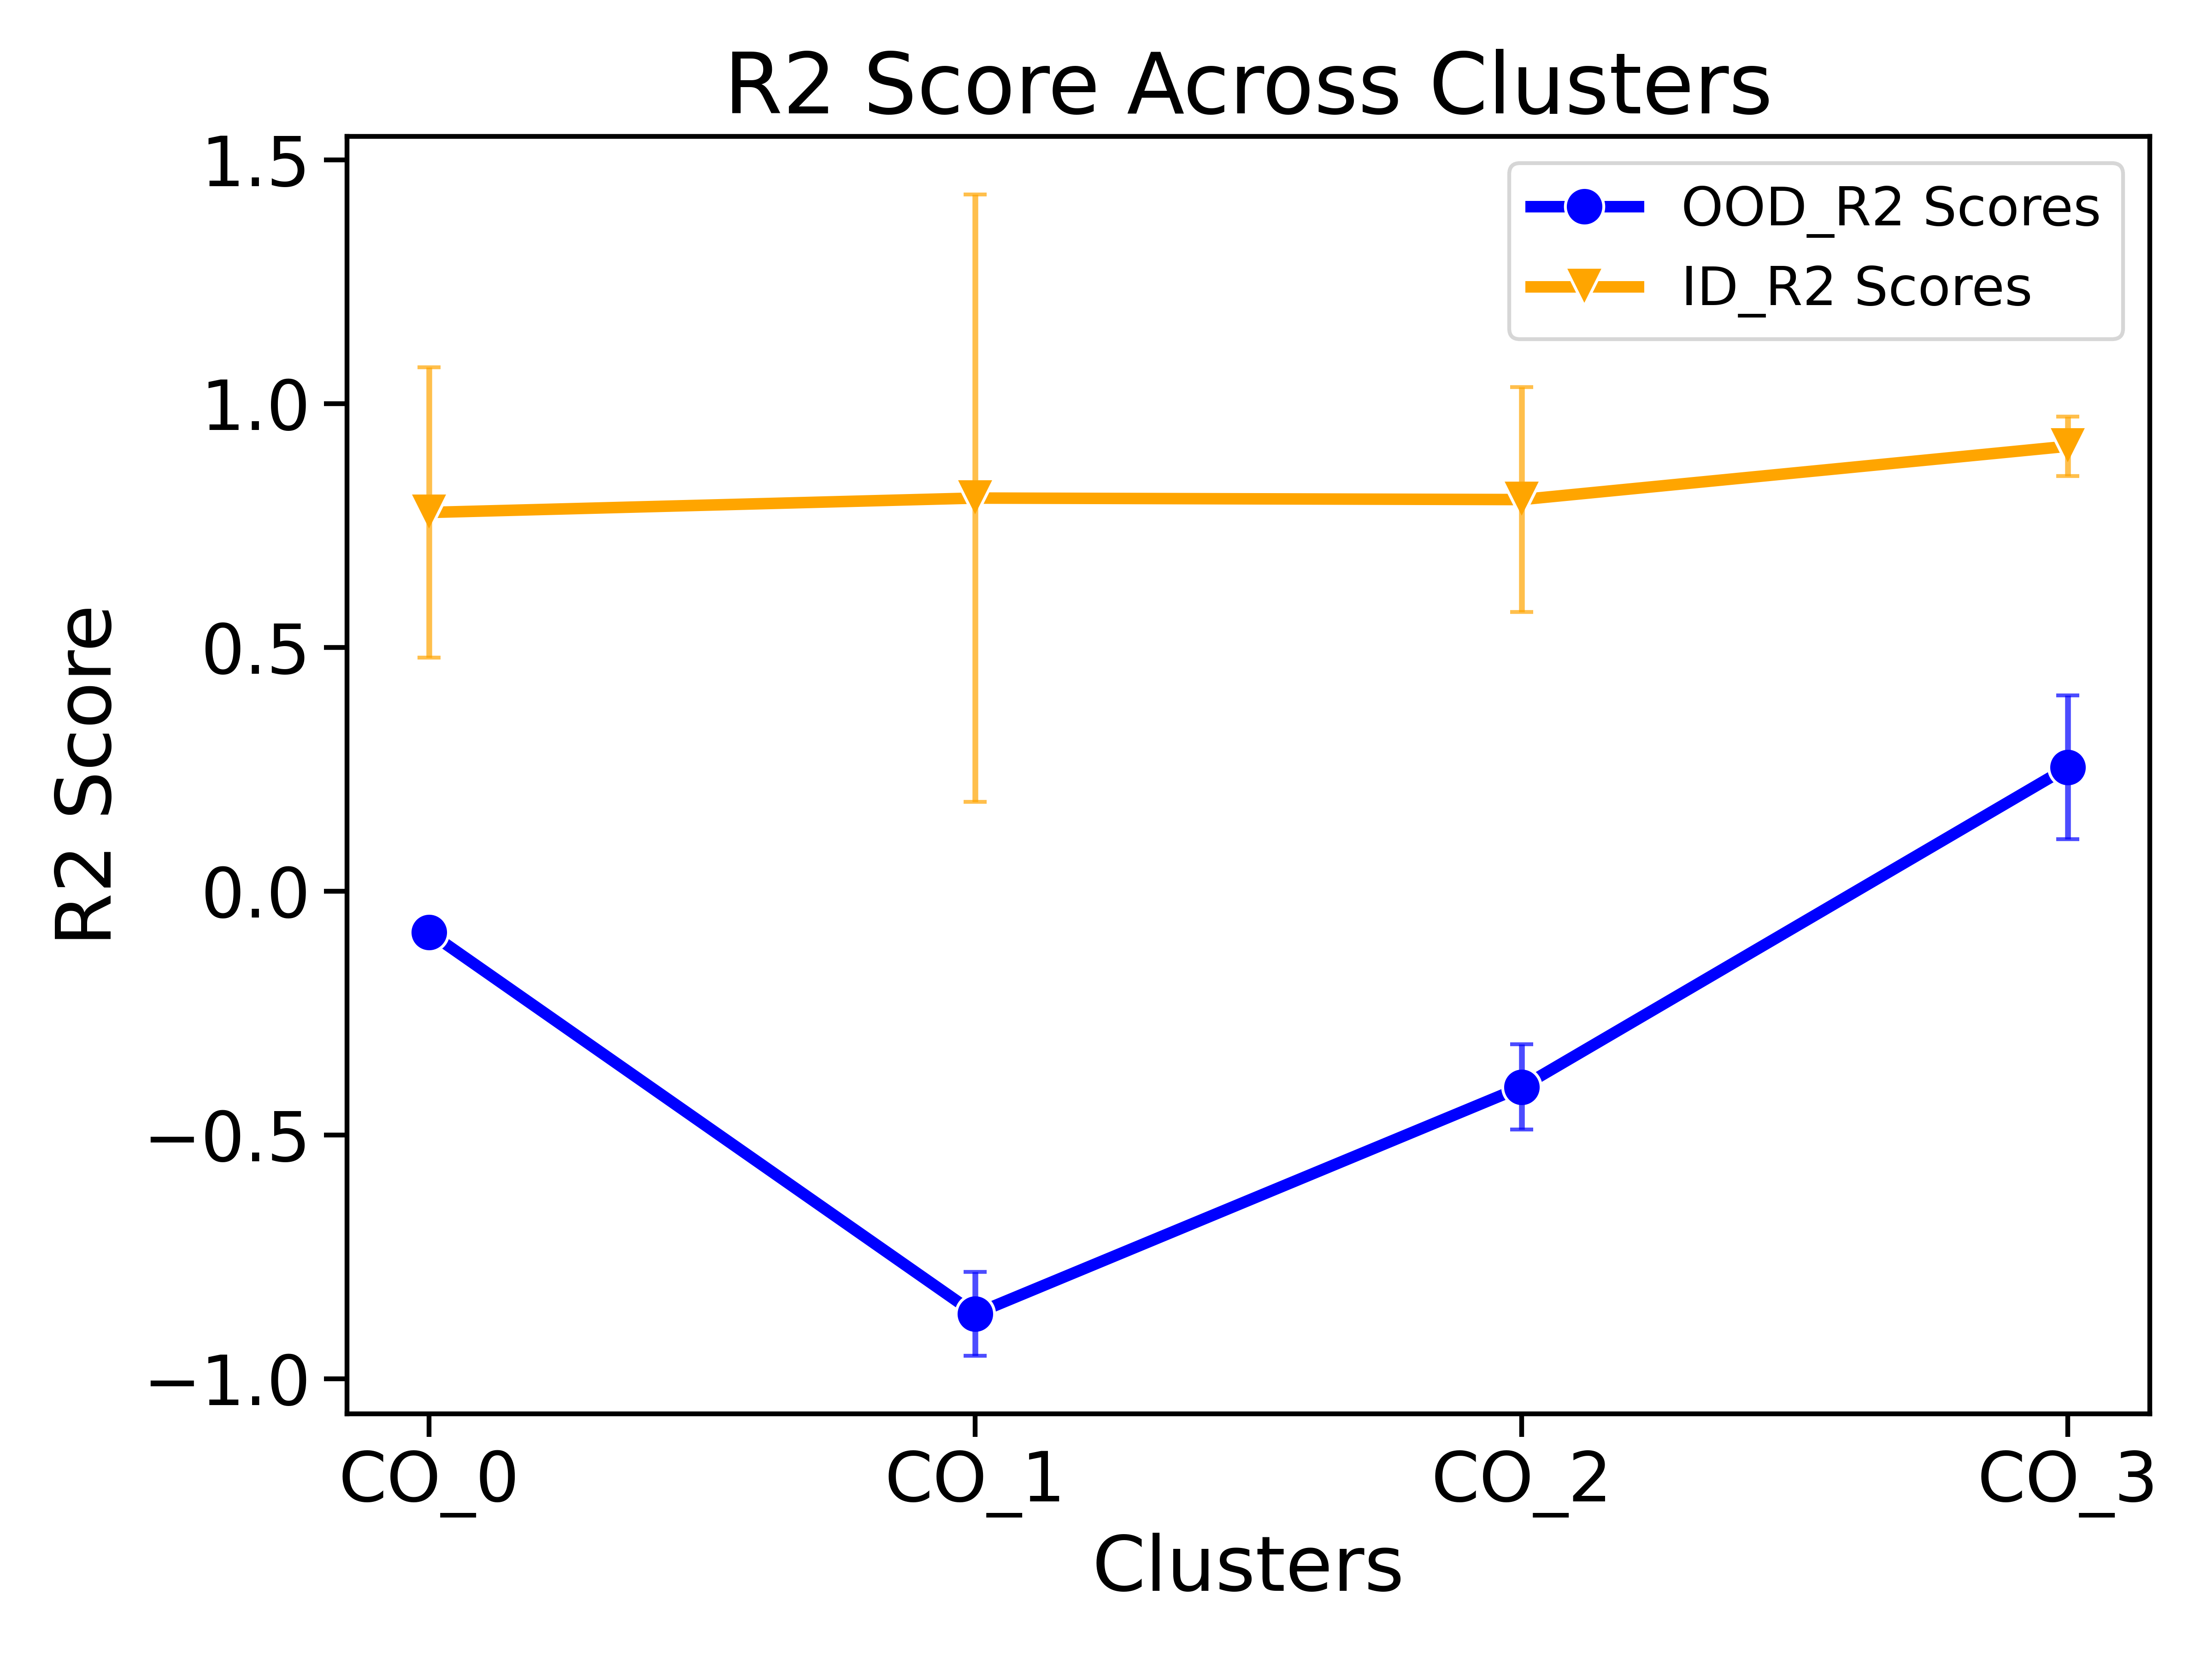 R2 Score Across Clusters
OOD_R2 Scores
ID_R2 Scores
R2 Score
1.5
1.0
0.5
0.0
−0.5
−1.0
CO_0 CO_1 CO_2 CO_3
Clusters